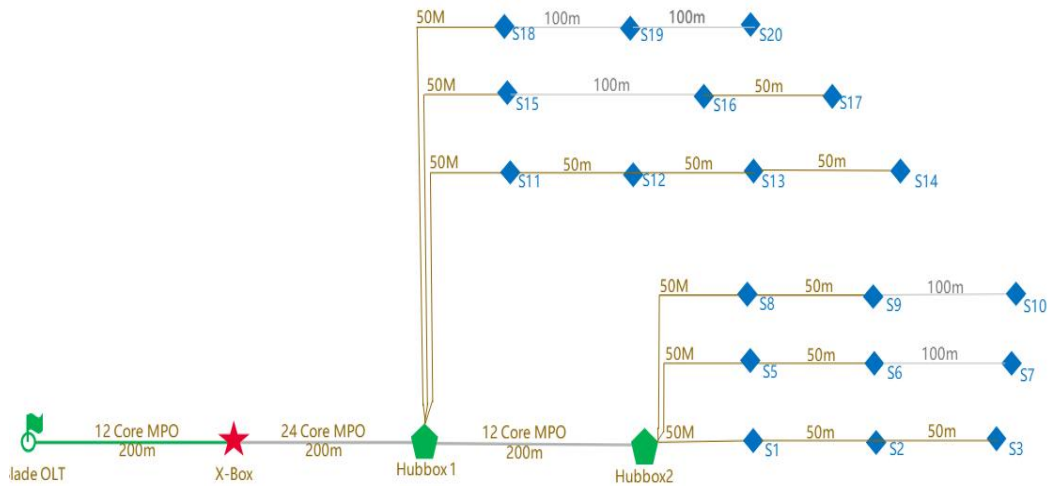 50M 100m 100m
S18 S19 S20
50M 100m 50m
S15 S16 S17
50M 50m 50m 50m
S11 S12 S13 S14
50M 50m 100m
S8 S9 S10
50M 50m 100m
S5 S6 S7
12 Core MPO 24 Core MPO 12 Core MPO 50M 50m 50m
200m 200m 200m S1 S2 S3
lade OLT X-Box Hubbox 1 Hubbox2